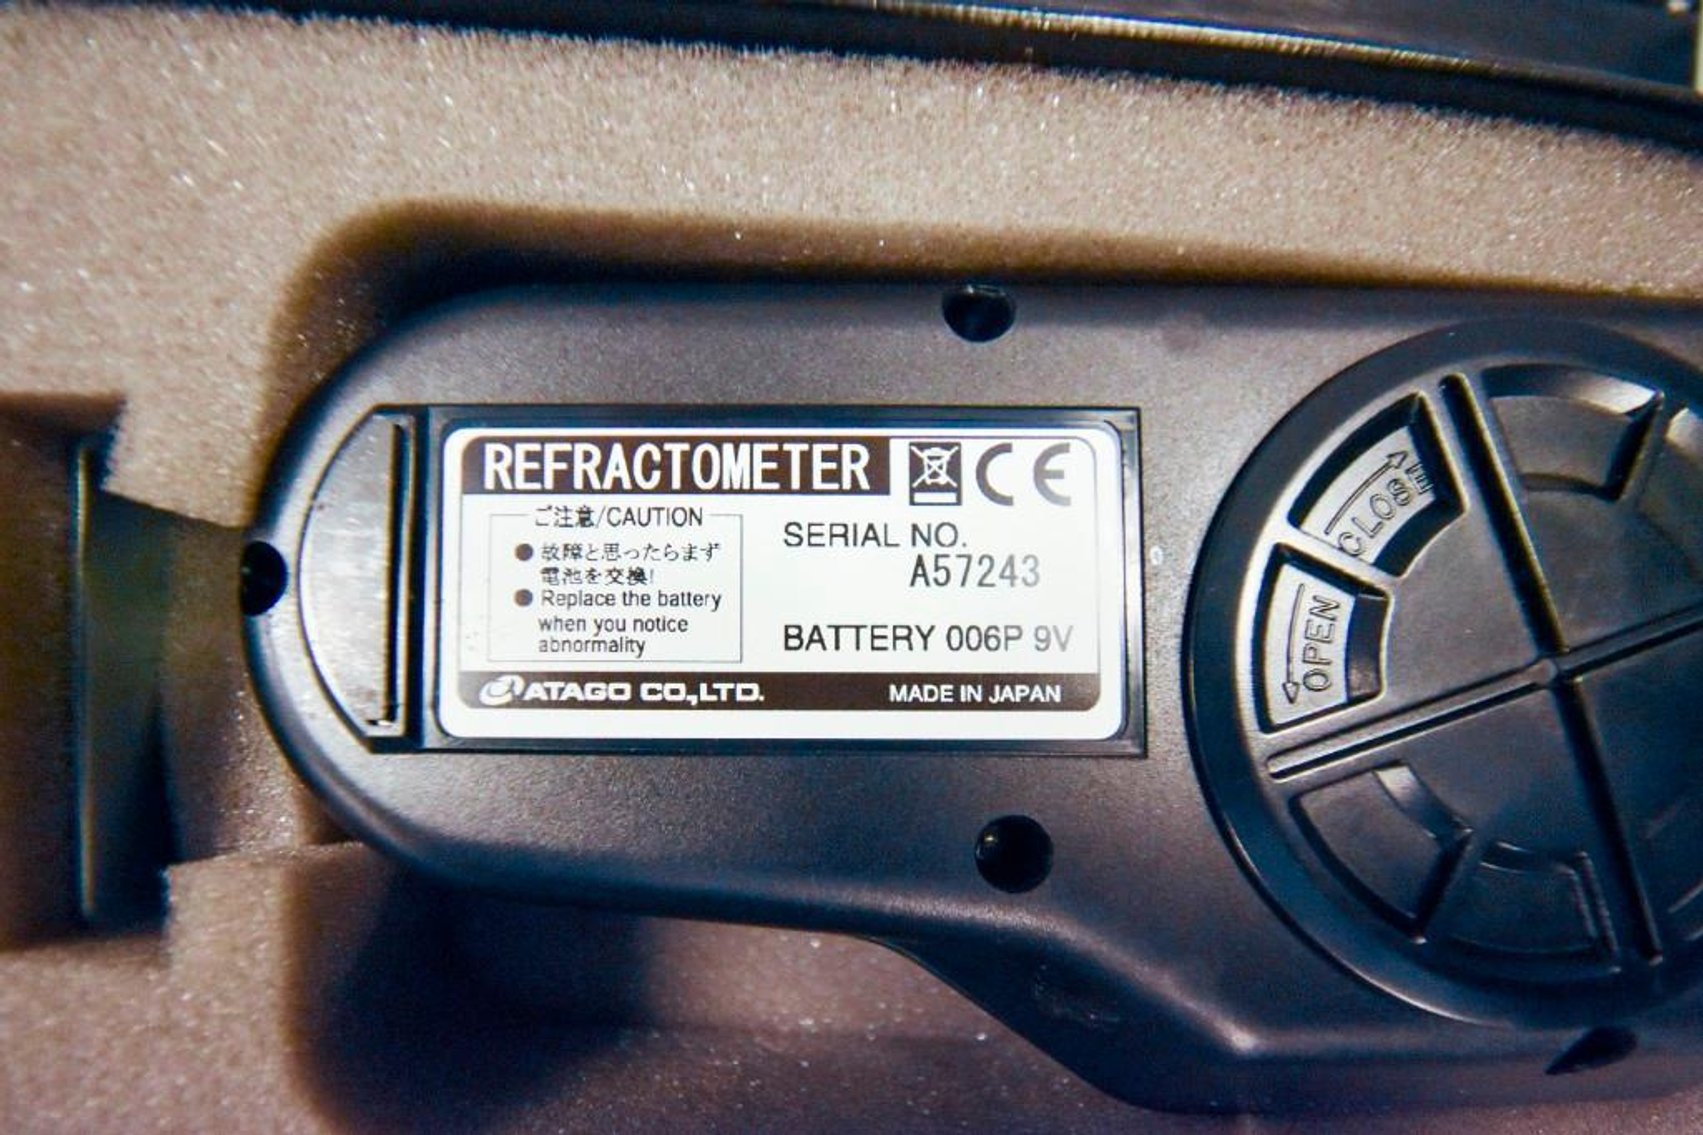 REFRACTOMETER CE
ご注意/CAUTION
● 故障と思ったらまず
電池を交換!
● Replace the battery
when you notice
abnormality
SERIAL NO.
A57243
BATTERY 006P 9V
ATAGO CO.,LTD.
MADE IN JAPAN
CLOSE
OPEN